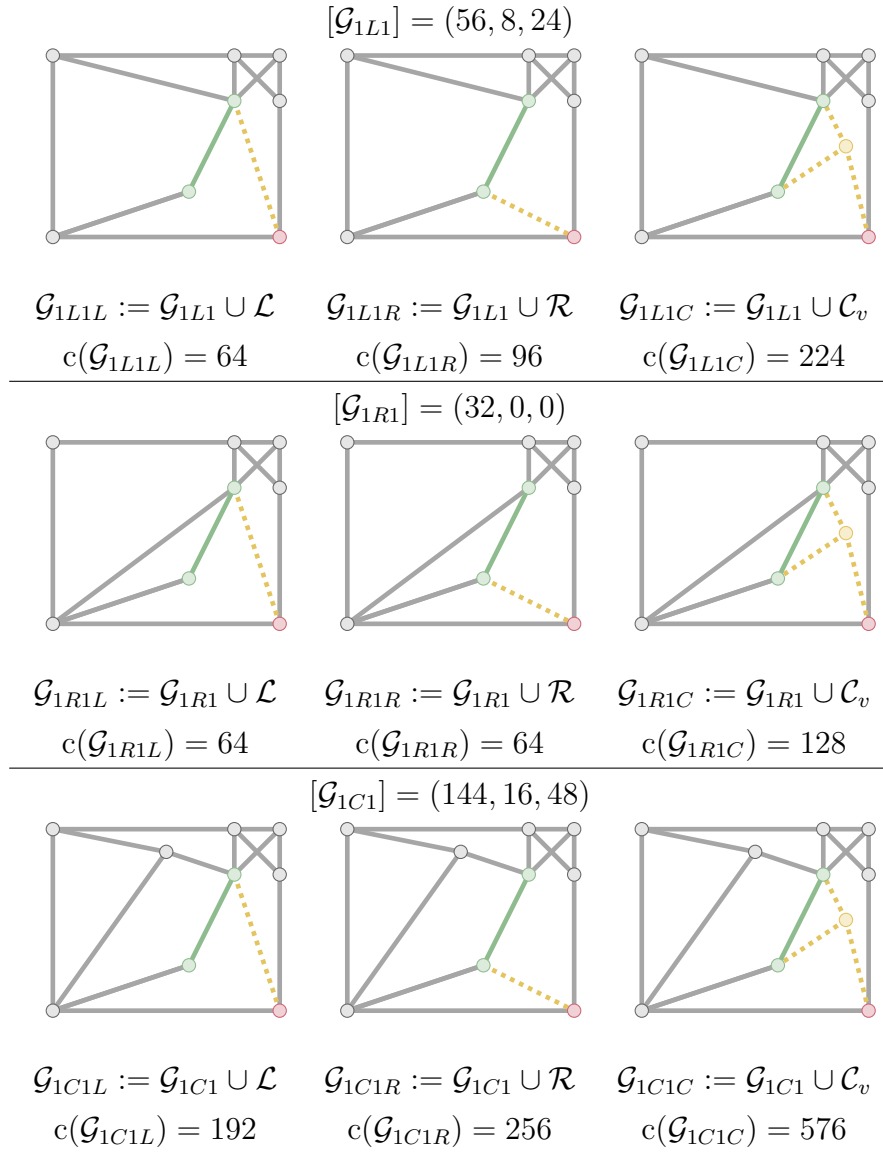 [𝒢_{1L1}] = (56, 8, 24)
𝒢_{1L1L} := 𝒢_{1L1} ∪ ℒ 𝒢_{1L1R} := 𝒢_{1L1} ∪ ℛ 𝒢_{1L1C} := 𝒢_{1L1} ∪ 𝒞_v
c(𝒢_{1L1L}) = 64 c(𝒢_{1L1R}) = 96 c(𝒢_{1L1C}) = 224
[𝒢_{1R1}] = (32, 0, 0)
𝒢_{1R1L} := 𝒢_{1R1} ∪ ℒ 𝒢_{1R1R} := 𝒢_{1R1} ∪ ℛ 𝒢_{1R1C} := 𝒢_{1R1} ∪ 𝒞_v
c(𝒢_{1R1L}) = 64 c(𝒢_{1R1R}) = 64 c(𝒢_{1R1C}) = 128
[𝒢_{1C1}] = (144, 16, 48)
𝒢_{1C1L} := 𝒢_{1C1} ∪ ℒ 𝒢_{1C1R} := 𝒢_{1C1} ∪ ℛ 𝒢_{1C1C} := 𝒢_{1C1} ∪ 𝒞_v
c(𝒢_{1C1L}) = 192 c(𝒢_{1C1R}) = 256 c(𝒢_{1C1C}) = 576